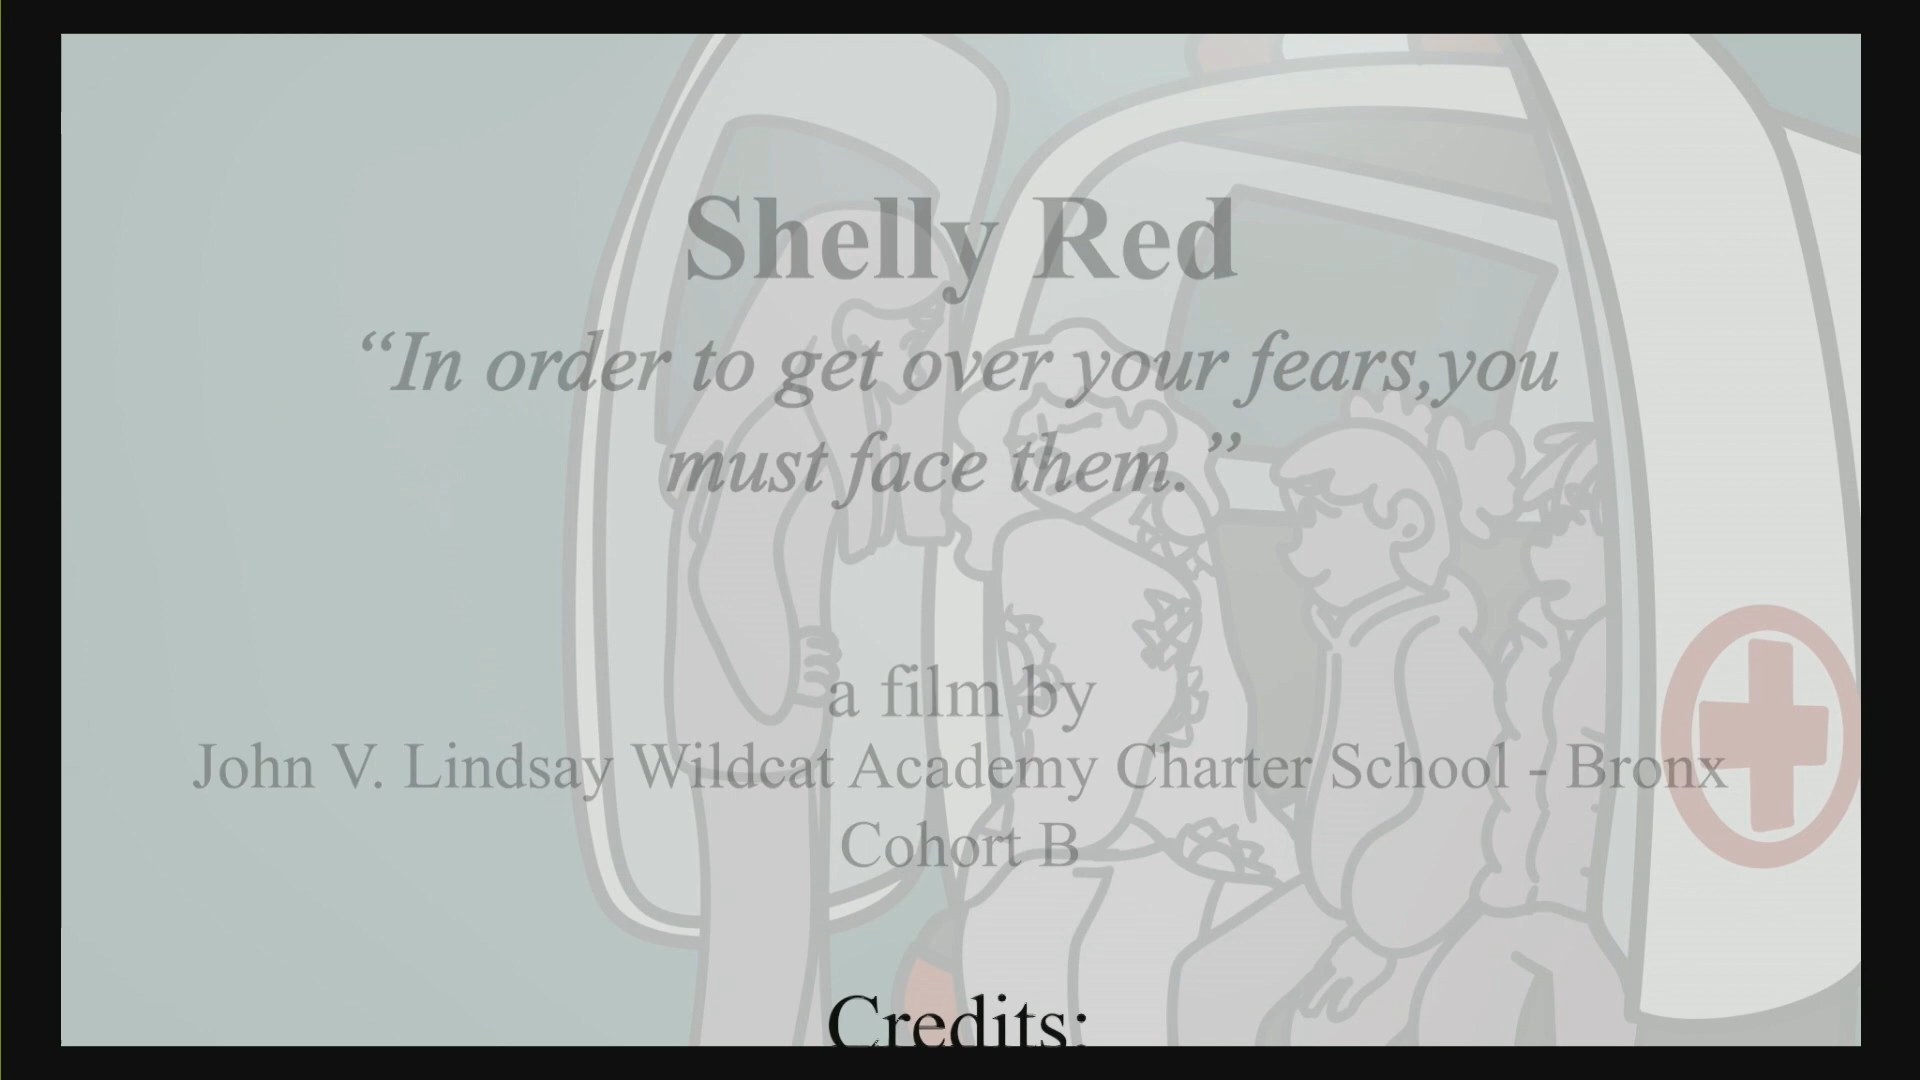 Shelly Red
“In order to get over your fears,you
must face them.”
a film by
John V. Lindsay Wildcat Academy Charter School - Bronx
Cohort B
Credits: